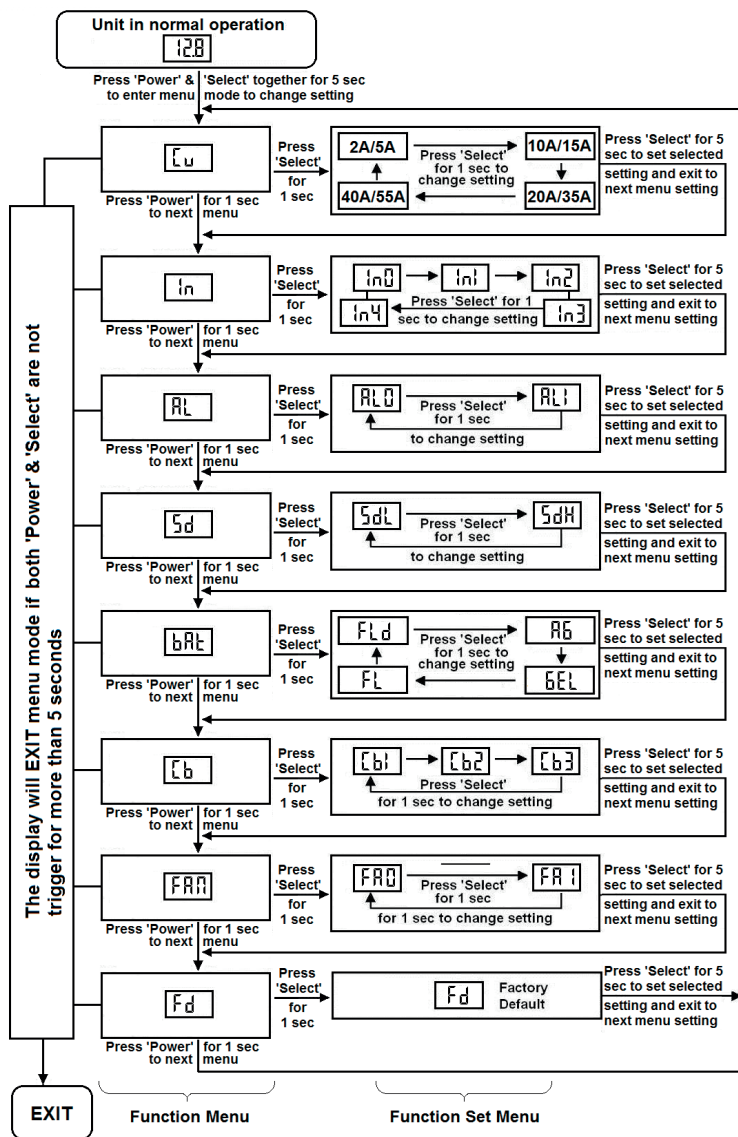 Unit in normal operation
12.8
Press 'Power' & 'Select' together for 5 sec
to enter menu mode to change setting
Cu
Press
'Select'
for
1 sec
2A/5A
10A/15A
Press 'Select'
for 1 sec to
change setting
40A/55A
20A/35A
Press 'Select' for 5
sec to set selected
setting and exit to
next menu setting
Press 'Power' for 1 sec
to next menu
In
Press
'Select'
for
1 sec
In0
In1
In2
Press 'Select' for 1
sec to change setting
In4
In3
Press 'Select' for 5
sec to set selected
setting and exit to
next menu setting
Press 'Power' for 1 sec
to next menu
AL
Press
'Select'
for
1 sec
AL0
AL1
Press 'Select'
for 1 sec
to change setting
Press 'Select' for 5
sec to set selected
setting and exit to
next menu setting
Press 'Power' for 1 sec
to next menu
Sd
Press
'Select'
for
1 sec
SdL
SdH
Press 'Select'
for 1 sec
to change setting
Press 'Select' for 5
sec to set selected
setting and exit to
next menu setting
Press 'Power' for 1 sec
to next menu
bAt
Press
'Select'
for
1 sec
FLd
AG
Press 'Select'
for 1 sec to
change setting
FL
GEL
Press 'Select' for 5
sec to set selected
setting and exit to
next menu setting
Press 'Power' for 1 sec
to next menu
Cb
Press
'Select'
for
1 sec
Cb1
Cb2
Cb3
Press 'Select'
for 1 sec to change setting
Press 'Select' for 5
sec to set selected
setting and exit to
next menu setting
Press 'Power' for 1 sec
to next menu
FAN
Press
'Select'
for
1 sec
FA0
FA1
Press 'Select'
for 1 sec
for 1 sec to change setting
Press 'Select' for 5
sec to set selected
setting and exit to
next menu setting
Press 'Power' for 1 sec
to next menu
Fd
Press
'Select'
for
1 sec
Fd
Factory
Default
Press 'Select' for 5
sec to set selected
setting and exit to
next menu setting
Press 'Power' for 1 sec
to next menu
The display will EXIT menu mode if both 'Power' & 'Select' are not
trigger for more than 5 seconds
EXIT
Function Menu
Function Set Menu